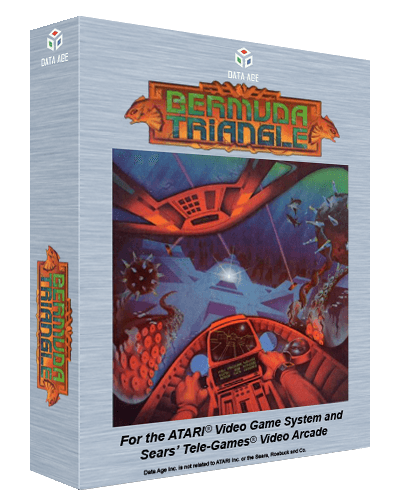 DATA AGE
DATA AGE
BERMUDA
TRIANGLE
BERMUDA
TRIANGLE
For the ATARI® Video Game System and
Sears' Tele-Games® Video Arcade
Data Age Inc. is not related to ATARI Inc. or the Sears, Roebuck and Co.